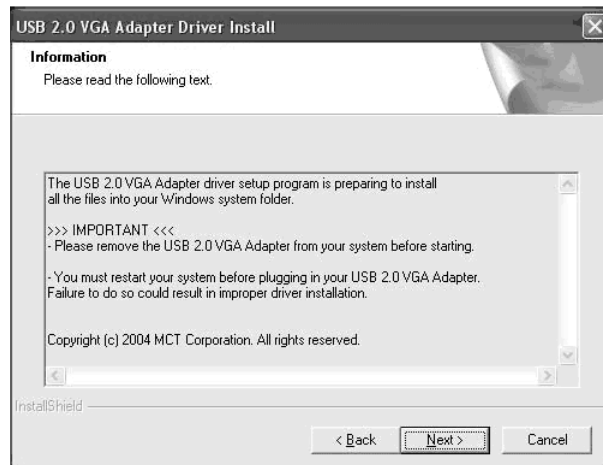 USB 2.0 VGA Adapter Driver Install
Information
Please read the following text.
The USB 2.0 VGA Adapter driver setup program is preparing to install
all the files into your Windows system folder.
>>> IMPORTANT <<<
- Please remove the USB 2.0 VGA Adapter from your system before starting.
- You must restart your system before plugging in your USB 2.0 VGA Adapter.
Failure to do so could result in improper driver installation.
Copyright (c) 2004 MCT Corporation. All rights reserved.
InstallShield
< Back Next > Cancel